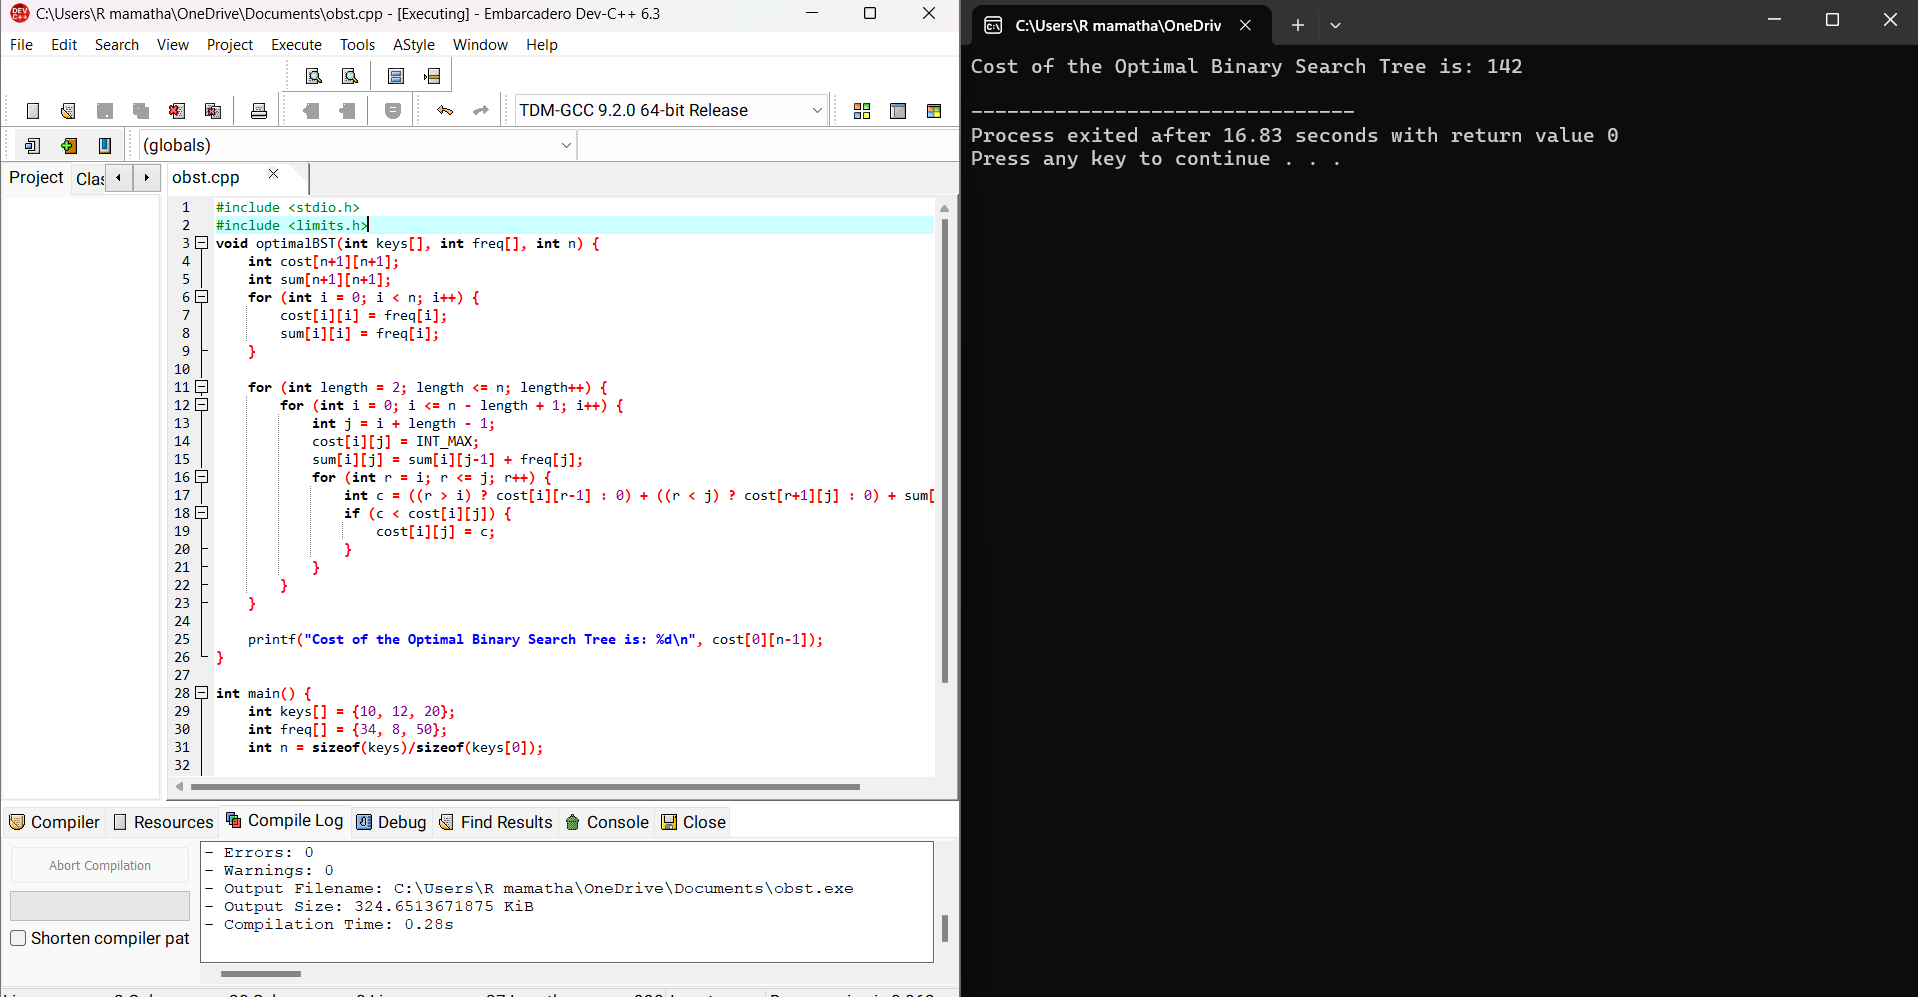 C:\Users\R mamatha\OneDrive\Documents\obst.cpp - [Executing] - Embarcadero Dev-C++ 6.3
File Edit Search View Project Execute Tools AStyle Window Help
TDM-GCC 9.2.0 64-bit Release
(globals)
Project Clas
obst.cpp
1 #include <stdio.h>
2 #include <limits.h>
3 void optimalBST(int keys[], int freq[], int n) {
4 int cost[n+1][n+1];
5 int sum[n+1][n+1];
6 for (int i = 0; i < n; i++) {
7 cost[i][i] = freq[i];
8 sum[i][i] = freq[i];
9 }
10
11 for (int length = 2; length <= n; length++) {
12 for (int i = 0; i <= n - length + 1; i++) {
13 int j = i + length - 1;
14 cost[i][j] = INT_MAX;
15 sum[i][j] = sum[i][j-1] + freq[j];
16 for (int r = i; r <= j; r++) {
17 int c = ((r > i) ? cost[i][r-1] : 0) + ((r < j) ? cost[r+1][j] : 0) + sum[
18 if (c < cost[i][j]) {
19 cost[i][j] = c;
20 }
21 }
22 }
23 }
24
25 printf("Cost of the Optimal Binary Search Tree is: %d\n", cost[0][n-1]);
26 }
27
28 int main() {
29 int keys[] = {10, 12, 20};
30 int freq[] = {34, 8, 50};
31 int n = sizeof(keys)/sizeof(keys[0]);
32
Compiler Resources Compile Log Debug Find Results Console Close
Abort Compilation
Shorten compiler pat
- Errors: 0
- Warnings: 0
- Output Filename: C:\Users\R mamatha\OneDrive\Documents\obst.exe
- Output Size: 324.6513671875 KiB
- Compilation Time: 0.28s
C:\Users\R mamatha\OneDriv
Cost of the Optimal Binary Search Tree is: 142
--------------------------------
Process exited after 16.83 seconds with return value 0
Press any key to continue . . .